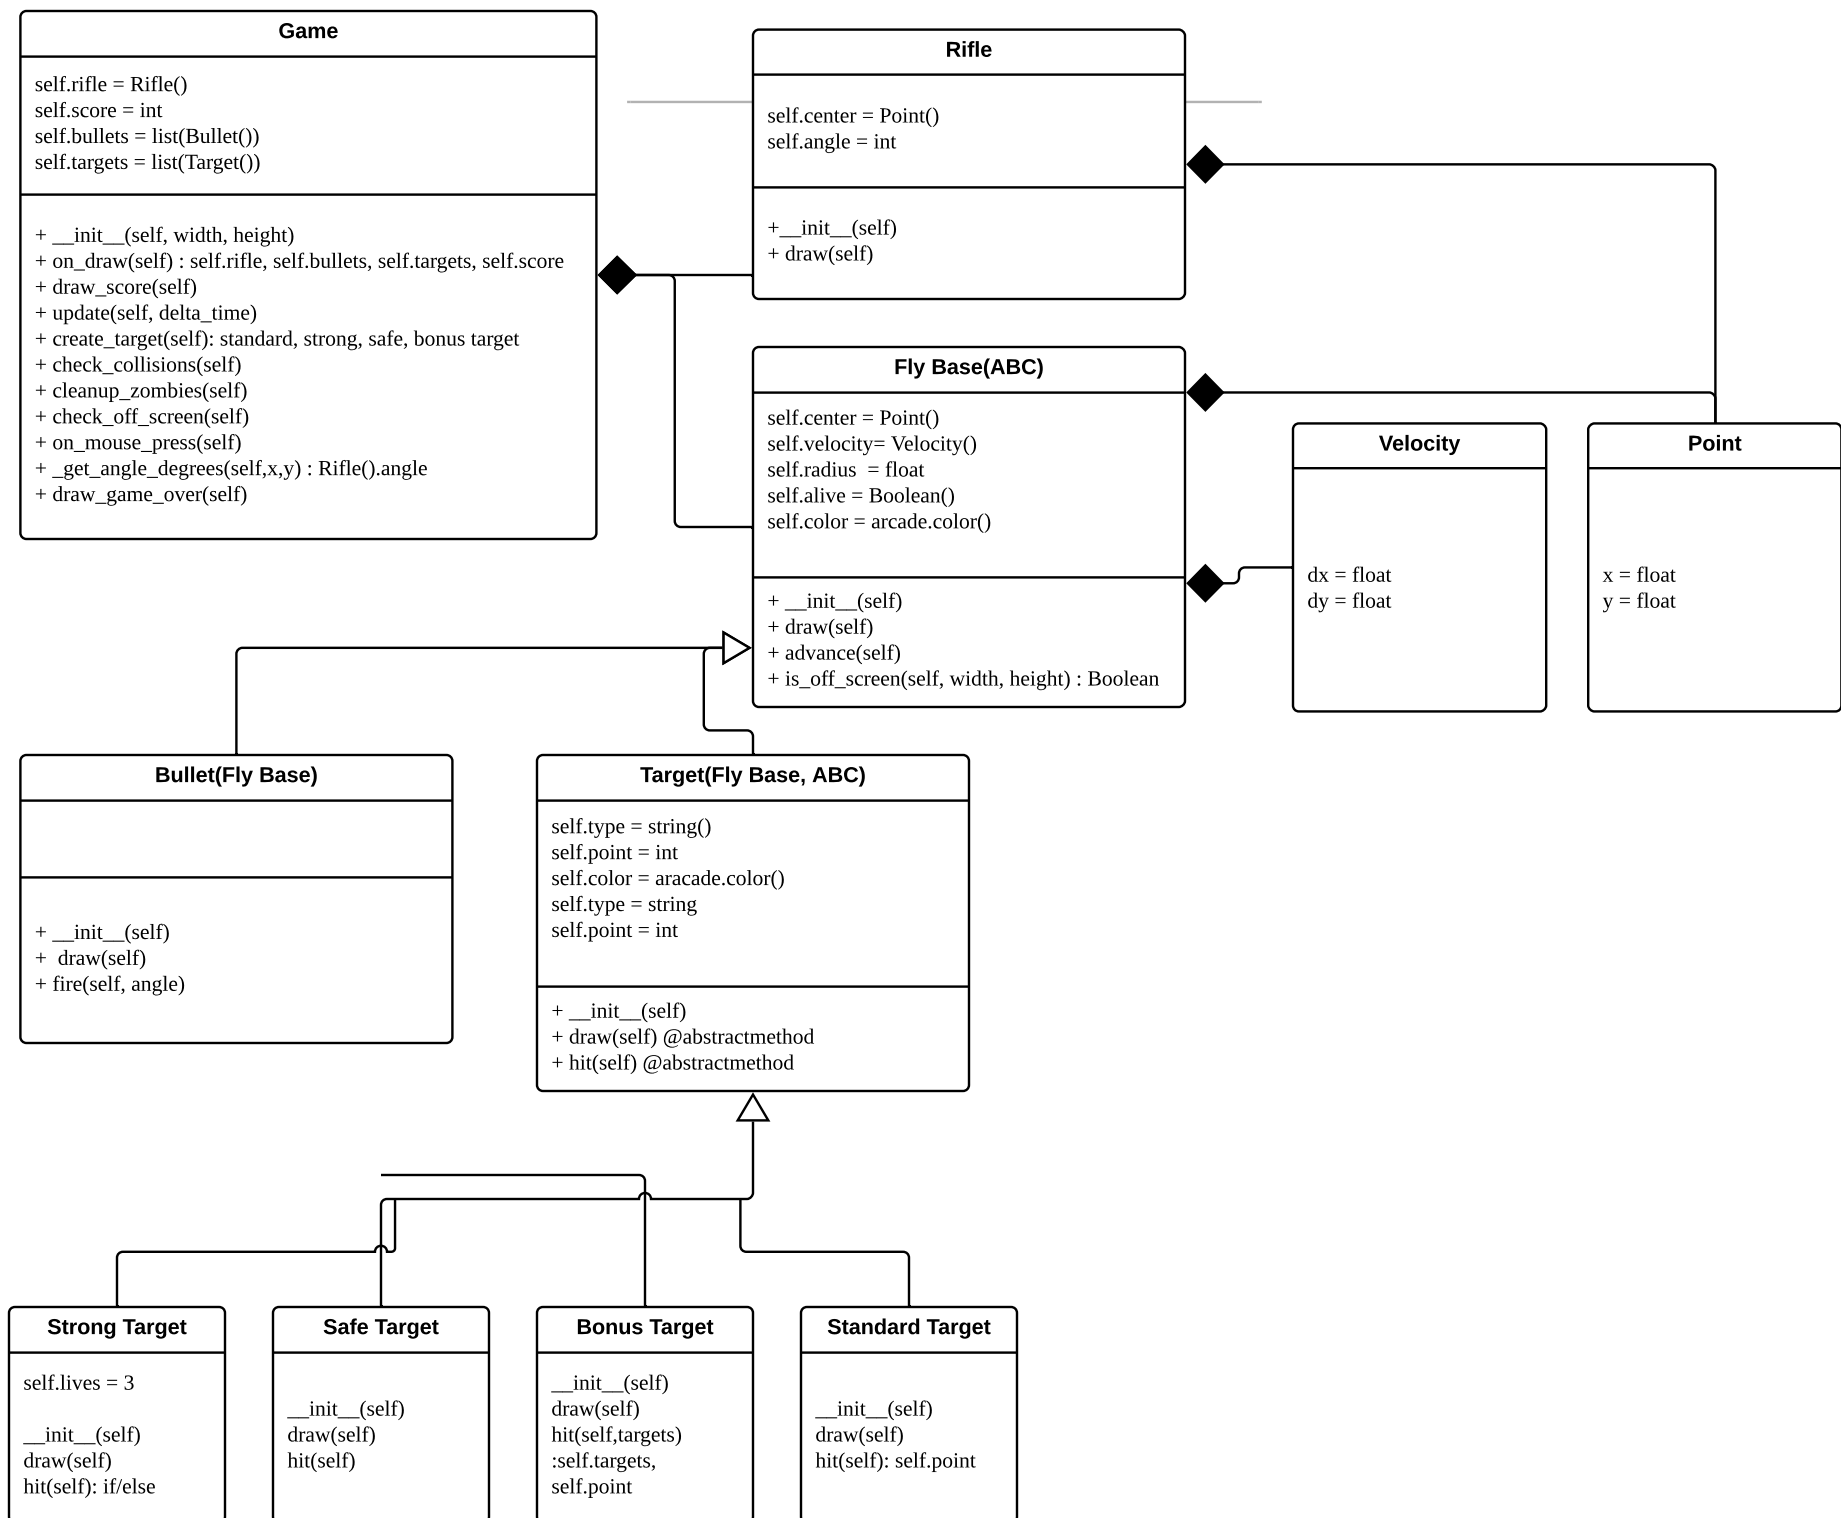 Game
self.rifle = Rifle()
self.score = int
self.bullets = list(Bullet())
self.targets = list(Target())
+ __init__(self, width, height)
+ on_draw(self) : self.rifle, self.bullets, self.targets, self.score
+ draw_score(self)
+ update(self, delta_time)
+ create_target(self): standard, strong, safe, bonus target
+ check_collisions(self)
+ cleanup_zombies(self)
+ check_off_screen(self)
+ on_mouse_press(self)
+ _get_angle_degrees(self,x,y) : Rifle().angle
+ draw_game_over(self)
Rifle
self.center = Point()
self.angle = int
+__init__(self)
+ draw(self)
Fly Base(ABC)
self.center = Point()
self.velocity= Velocity()
self.radius  = float
self.alive = Boolean()
self.color = arcade.color()
+ __init__(self)
+ draw(self)
+ advance(self)
+ is_off_screen(self, width, height) : Boolean
Velocity
dx = float
dy = float
Point
x = float
y = float
Bullet(Fly Base)
+ __init__(self)
+  draw(self)
+ fire(self, angle)
Target(Fly Base, ABC)
self.type = string()
self.point = int
self.color = aracade.color()
self.type = string
self.point = int
+ __init__(self)
+ draw(self) @abstractmethod
+ hit(self) @abstractmethod
Strong Target
self.lives = 3
__init__(self)
draw(self)
hit(self): if/else
Safe Target
__init__(self)
draw(self)
hit(self)
Bonus Target
__init__(self)
draw(self)
hit(self,targets)
:self.targets,
self.point
Standard Target
__init__(self)
draw(self)
hit(self): self.point